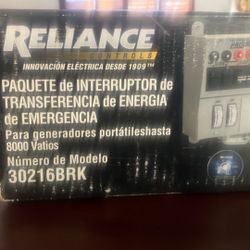 RELIANCE
CONTROLS
INNOVACIÓN ELÉCTRICA DESDE 1909™
PAQUETE de INTERRUPTOR de
TRANSFERENCIA de ENERGIA
de EMERGENCIA
Para generadores portátileshasta
8000 Vatios
Número de Modelo
30216BRK